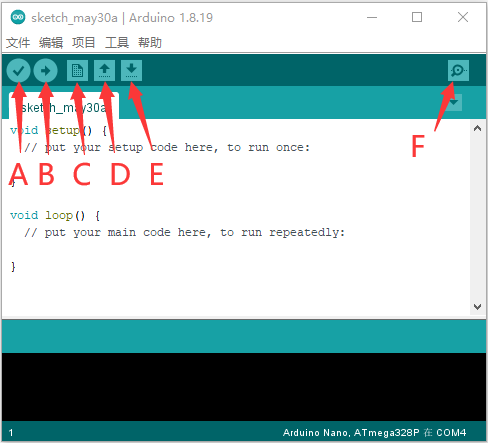 sketch_may30a | Arduino 1.8.19
文件 编辑 项目 工具 帮助
sketch_may30a
void setup() {
// put your setup code here, to run once:
A B C D E F
}
void loop() {
// put your main code here, to run repeatedly:
}
1 Arduino Nano, ATmega328P 在 COM4